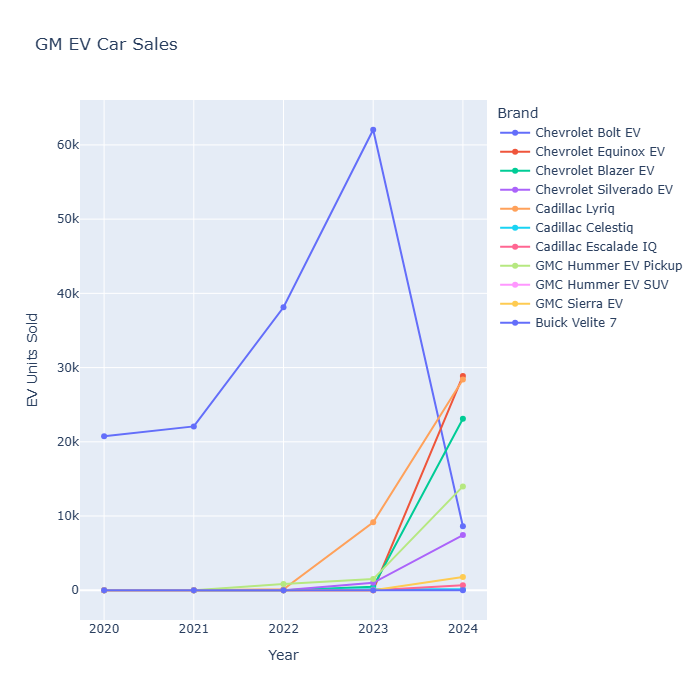 GM EV Car Sales
Brand
Chevrolet Bolt EV
Chevrolet Equinox EV
Chevrolet Blazer EV
Chevrolet Silverado EV
Cadillac Lyriq
Cadillac Celestiq
Cadillac Escalade IQ
GMC Hummer EV Pickup
GMC Hummer EV SUV
GMC Sierra EV
Buick Velite 7
EV Units Sold
60k
50k
40k
30k
20k
10k
0
2020 2021 2022 2023 2024
Year